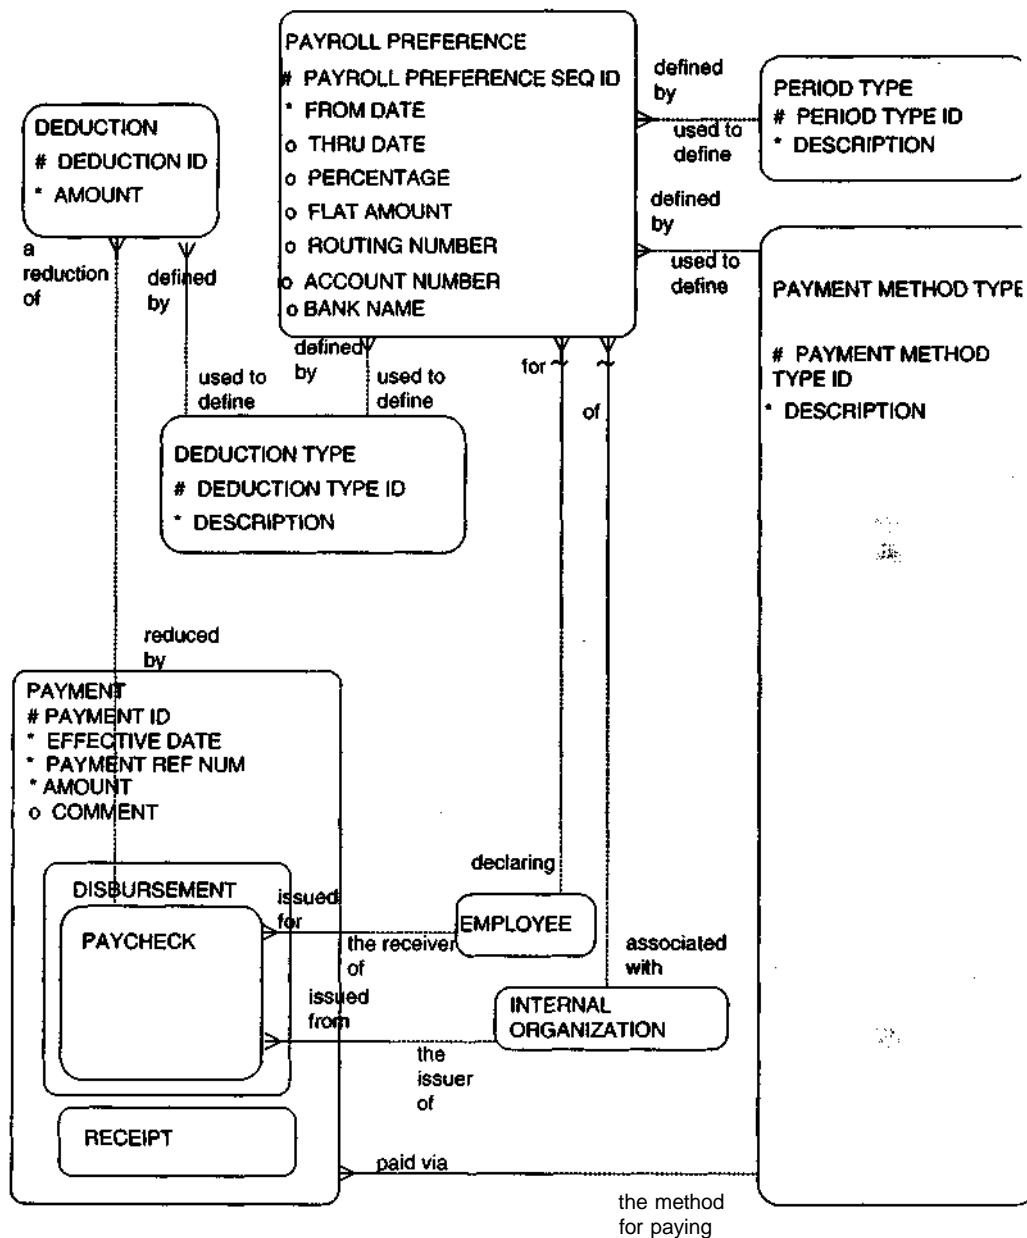 PAYROLL PREFERENCE
# PAYROLL PREFERENCE SEQ ID
* FROM DATE
o THRU DATE
o PERCENTAGE
o FLAT AMOUNT
o ROUTING NUMBER
o ACCOUNT NUMBER
o BANK NAME
defined
by
used to
define
PERIOD TYPE
# PERIOD TYPE ID
* DESCRIPTION
DEDUCTION
# DEDUCTION ID
* AMOUNT
defined
by
used to
define
PAYMENT METHOD TYPE
# PAYMENT METHOD
TYPE ID
* DESCRIPTION
a
reduction
of
defined
by
used to
define
defined
by
used to
define
for
of
DEDUCTION TYPE
# DEDUCTION TYPE ID
* DESCRIPTION
reduced
by
PAYMENT
# PAYMENT ID
* EFFECTIVE DATE
* PAYMENT REF NUM
* AMOUNT
o COMMENT
DISBURSEMENT
PAYCHECK
issued
for
the receiver
of
declaring
EMPLOYEE
associated
with
issued
from
the
issuer
of
INTERNAL
ORGANIZATION
RECEIPT
paid via
the method
for paying